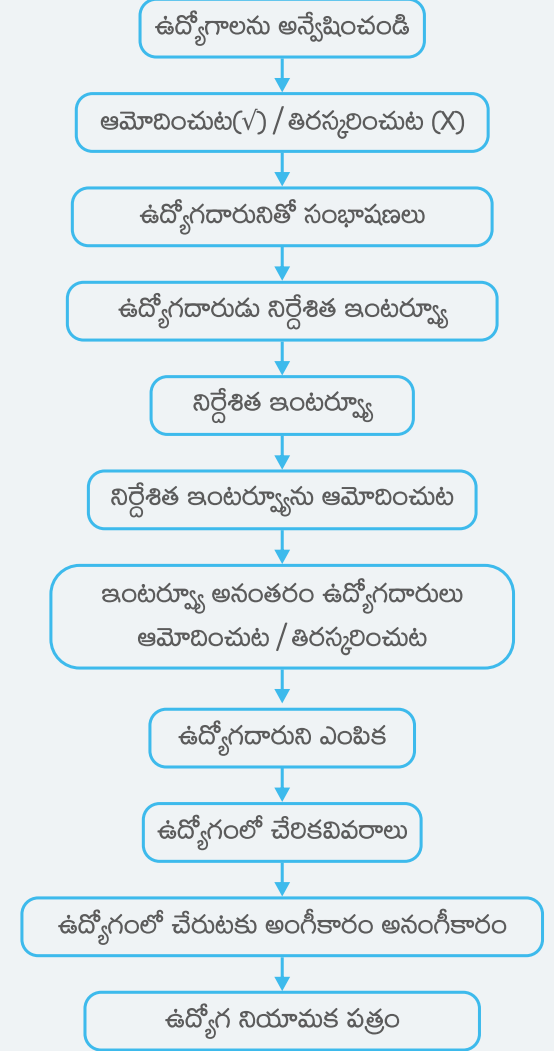 ఉద్యోగాలను అన్వేషించండి
ఆమోదించుట(√) / తిరస్కరించుట (X)
ఉద్యోగదారునితో సంభాషణలు
ఉద్యోగదారుడు నిర్దేశిత ఇంటర్వ్యూ
నిర్దేశిత ఇంటర్వ్యూ
నిర్దేశిత ఇంటర్వ్యూను ఆమోదించుట
ఇంటర్వ్యూ అనంతరం ఉద్యోగదారులు
ఆమోదించుట / తిరస్కరించుట
ఉద్యోగదారుని ఎంపిక
ఉద్యోగంలో చేరికవివరాలు
ఉద్యోగంలో చేరుటకు అంగీకారం అనంగీకారం
ఉద్యోగ నియామక పత్రం